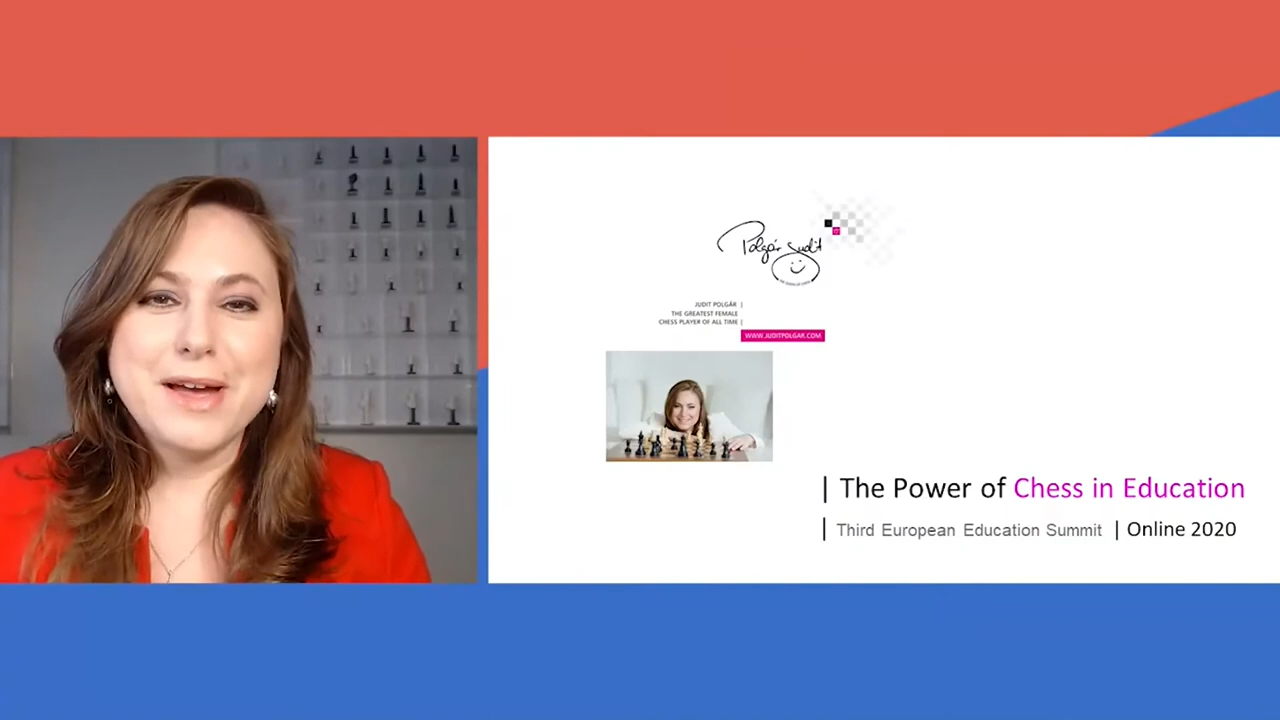 Polgár Judit
JUDIT POLGÁR |
THE GREATEST FEMALE
CHESS PLAYER OF ALL TIME |
WWW.JUDITPOLGAR.COM
| The Power of Chess in Education
| Third European Education Summit | Online 2020